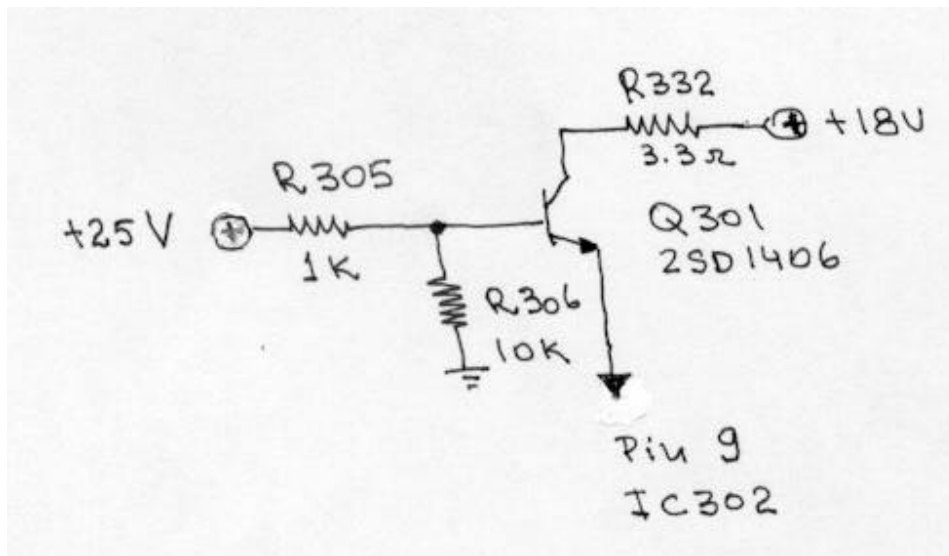 R332
+18V
3.3Ω
R305
+25V
1K
Q301
2SD1406
R306
10K
Pin 9
IC302